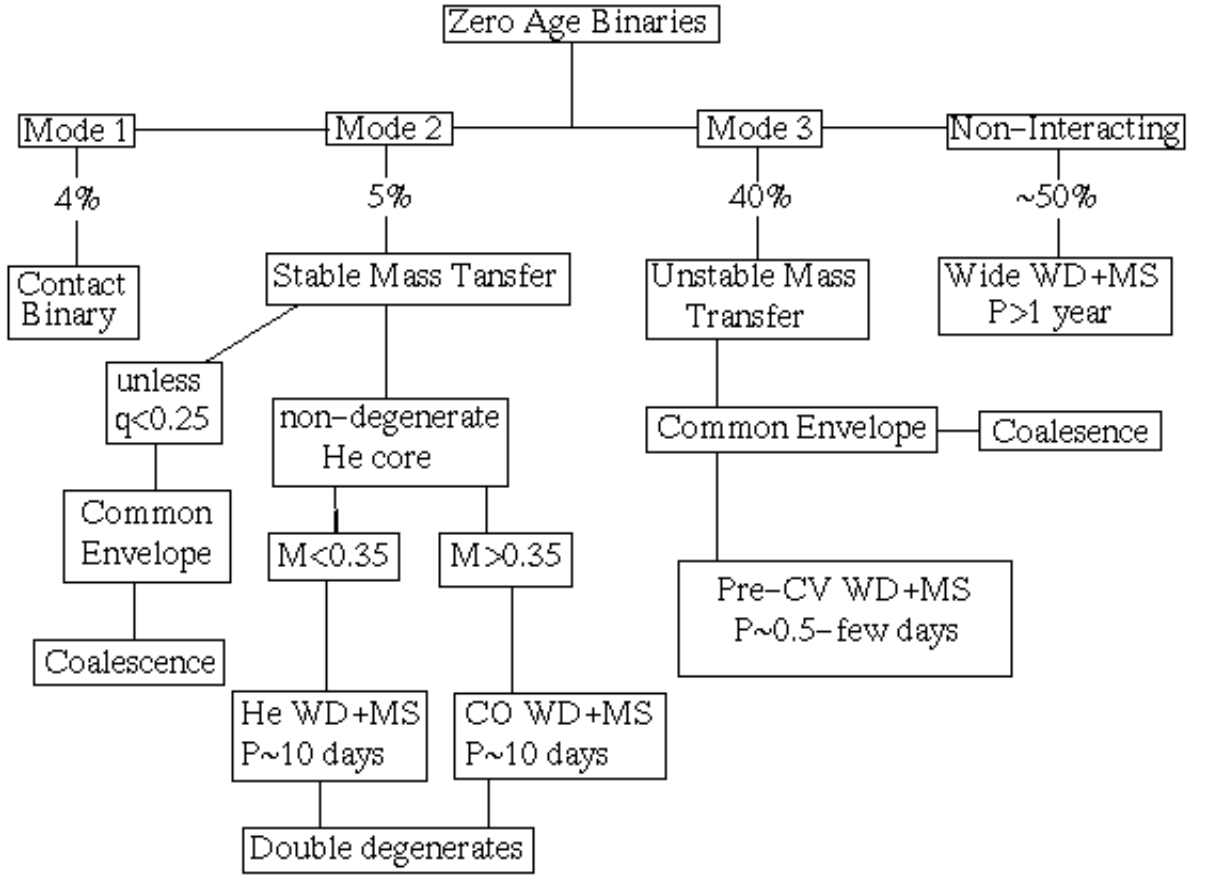 Zero Age Binaries
Mode 1
Mode 2
Mode 3
Non-Interacting
4%
5%
40%
~50%
Contact
Binary
Stable Mass Tansfer
Unstable Mass
Transfer
Wide WD+MS
P>1 year
unless
q<0.25
non-degenerate
He core
Common Envelope
Coalesence
Common
Envelope
M<0.35
M>0.35
Pre-CV WD+MS
P~0.5-few days
Coalescence
He WD+MS
P~10 days
CO WD+MS
P~10 days
Double degenerates